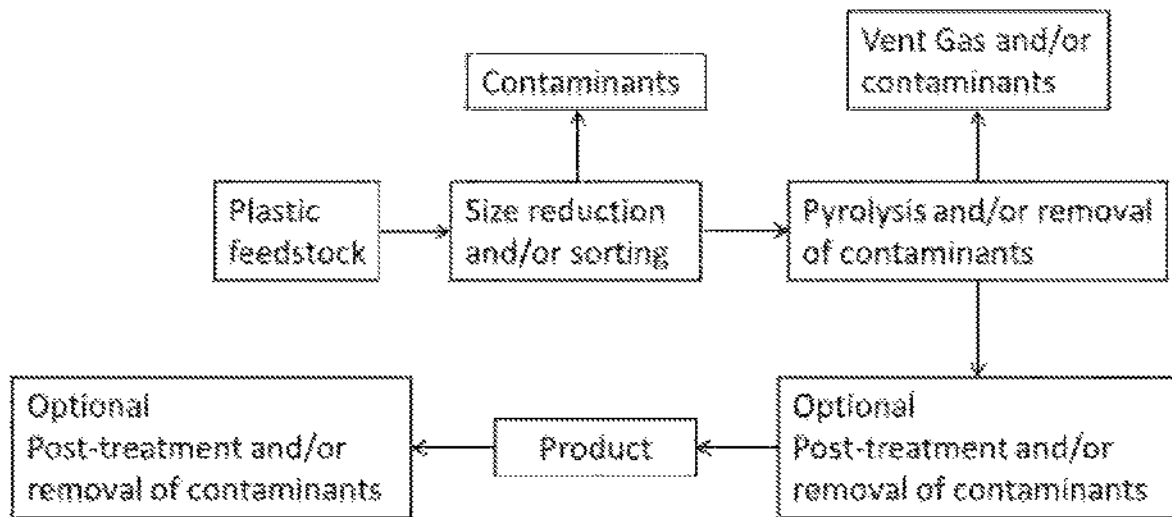 Contaminants
Vent Gas and/or
contaminants
Plastic
feedstock
Size reduction
and/or sorting
Pyrolysis and/or removal
of contaminants
Optional
Post-treatment and/or
removal of contaminants
Product
Optional
Post-treatment and/or
removal of contaminants